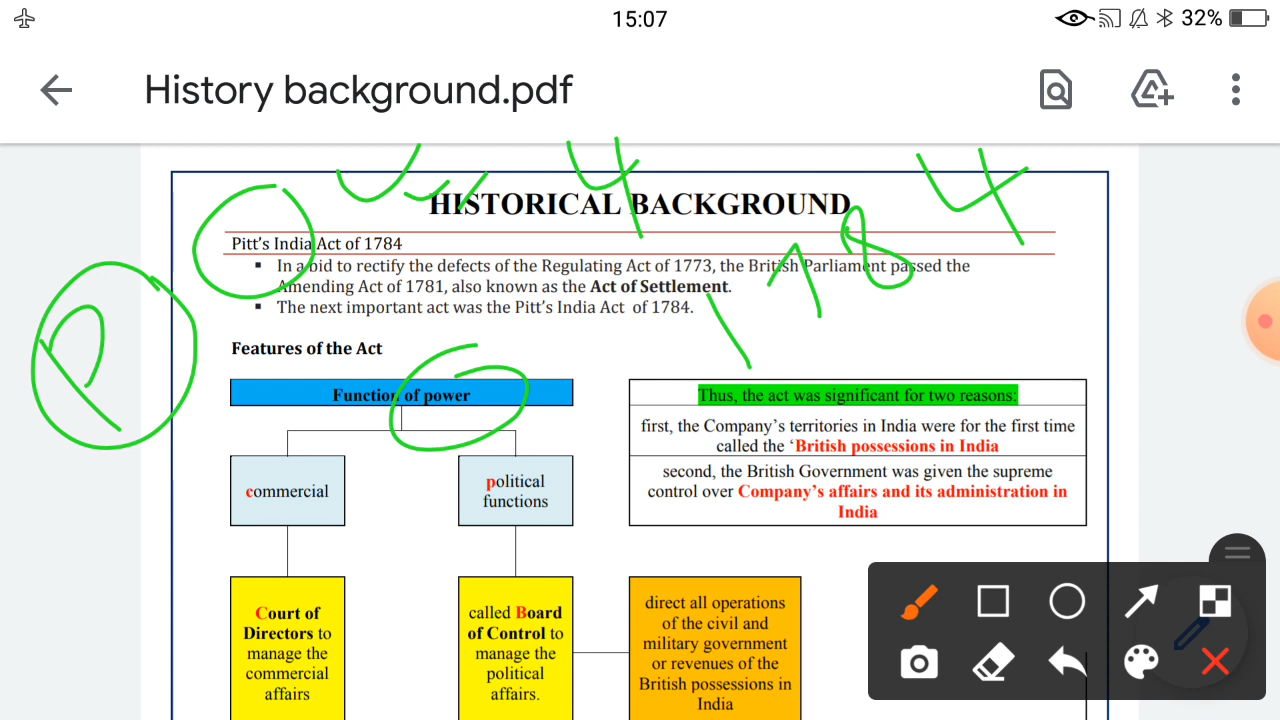 15:07
32%
History background.pdf
HISTORICAL BACKGROUND
Pitt's India Act of 1784
▪ In a bid to rectify the defects of the Regulating Act of 1773, the British Parliament passed the
Amending Act of 1781, also known as the Act of Settlement.
▪ The next important act was the Pitt's India Act of 1784.
1784
P
Features of the Act
Function of power
commercial
political
functions
Court of
Directors to
manage the
commercial
affairs
called Board
of Control to
manage the
political
affairs.
direct all operations
of the civil and
military government
or revenues of the
British possessions in
India
Thus, the act was significant for two reasons:
first, the Company's territories in India were for the first time
called the 'British possessions in India
second, the British Government was given the supreme
control over Company's affairs and its administration in
India